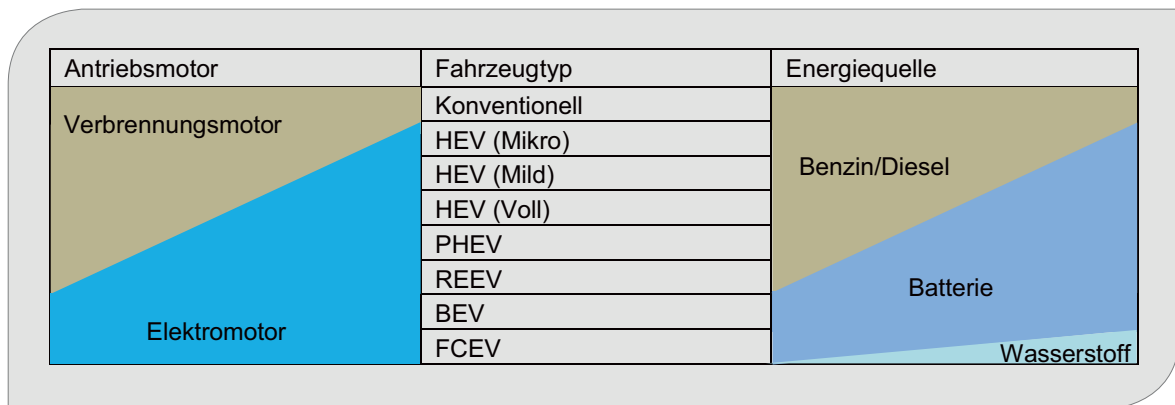 Antriebsmotor Fahrzeugtyp Energiequelle
Verbrennungsmotor
Konventionell
HEV (Mikro)
HEV (Mild)
HEV (Voll)
PHEV
REEV
BEV
FCEV
Benzin/Diesel
Elektromotor
Batterie
Wasserstoff